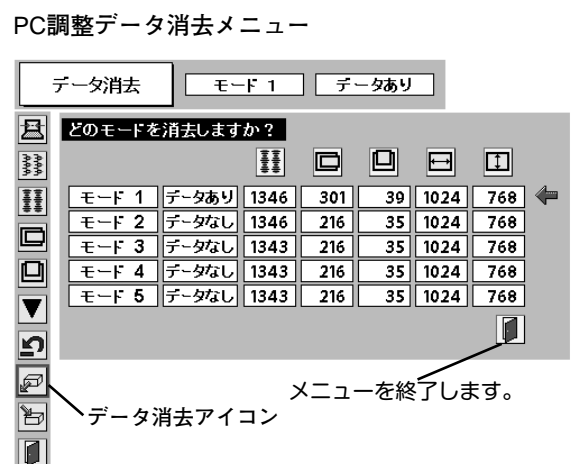 PC調整データ消去メニュー
データ消去 モード 1 データあり
どのモードを消去しますか？
モード 1 データあり 1346 301 39 1024 768
モード 2 データなし 1346 216 35 1024 768
モード 3 データなし 1343 216 35 1024 768
モード 4 データなし 1343 216 35 1024 768
モード 5 データなし 1343 216 35 1024 768
メニューを終了します。
データ消去アイコン